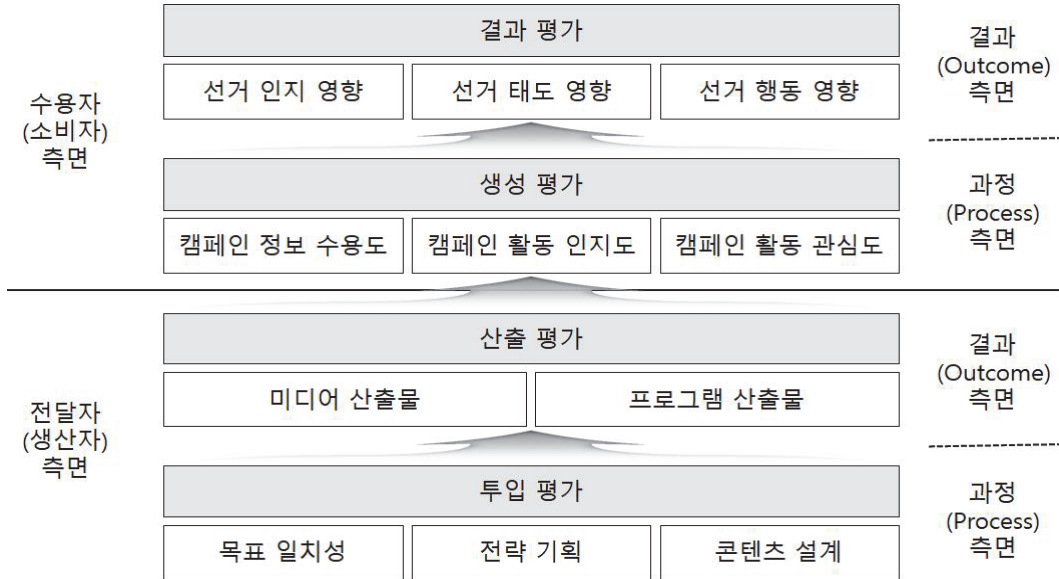 결과 평가
선거 인지 영향
선거 태도 영향
선거 행동 영향
수용자
(소비자)
측면
결과
(Outcome)
측면
생성 평가
캠페인 정보 수용도
캠페인 활동 인지도
캠페인 활동 관심도
과정
(Process)
측면
산출 평가
미디어 산출물
프로그램 산출물
전달자
(생산자)
측면
결과
(Outcome)
측면
투입 평가
목표 일치성
전략 기획
콘텐츠 설계
과정
(Process)
측면